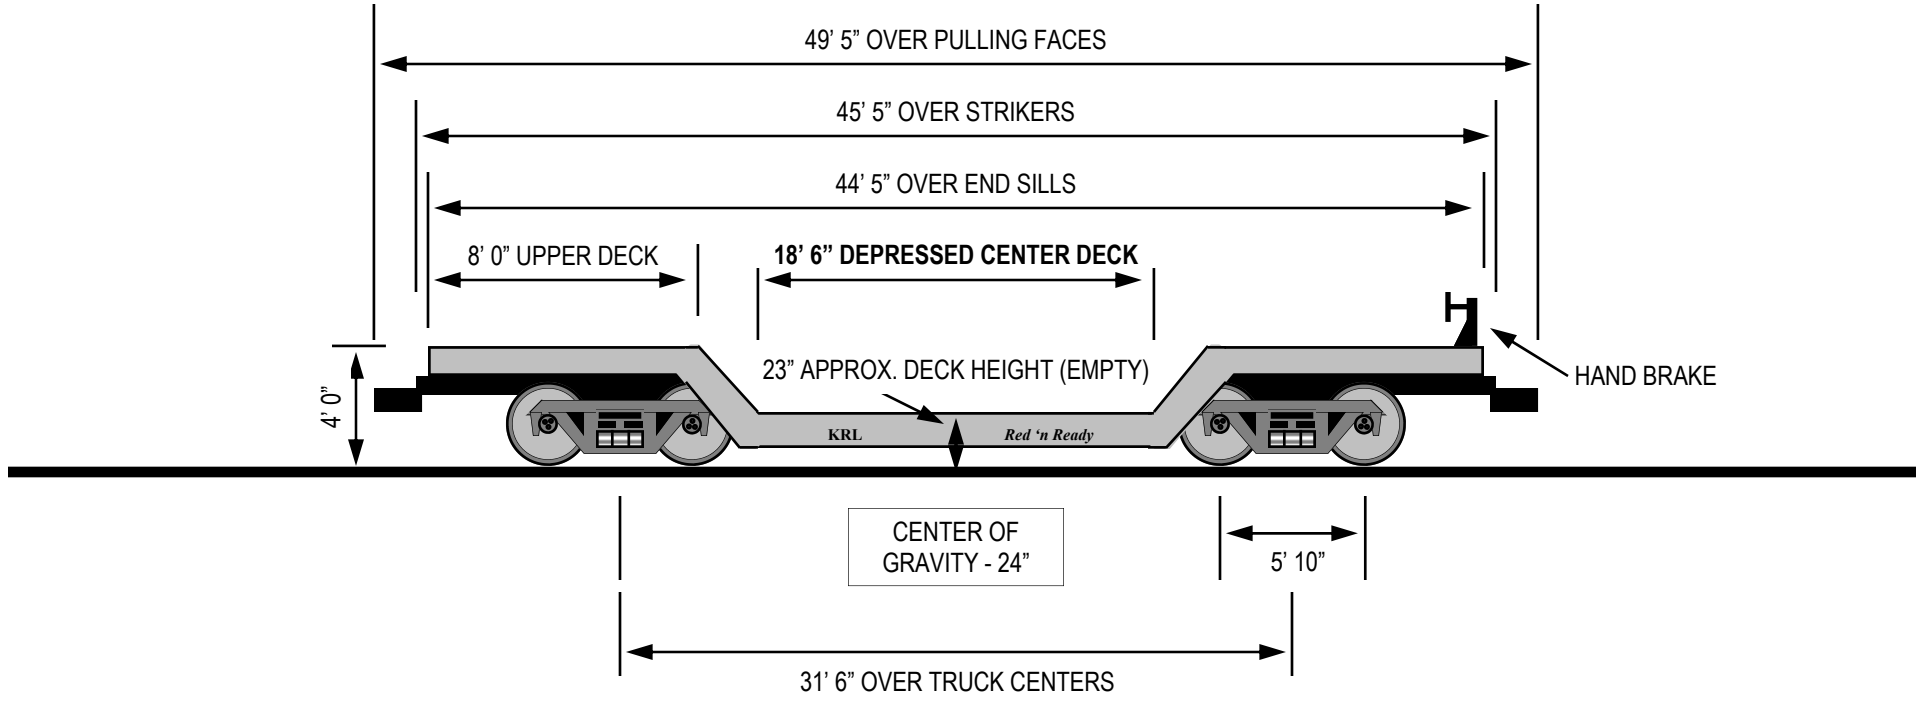 49’ 5” OVER PULLING FACES
45’ 5” OVER STRIKERS
44’ 5” OVER END SILLS
8’ 0” UPPER DECK
18’ 6” DEPRESSED CENTER DECK
23” APPROX. DECK HEIGHT (EMPTY)
HAND BRAKE
4’ 0”
KRL
Red ‘n Ready
CENTER OF
GRAVITY - 24”
5’ 10”
31’ 6” OVER TRUCK CENTERS